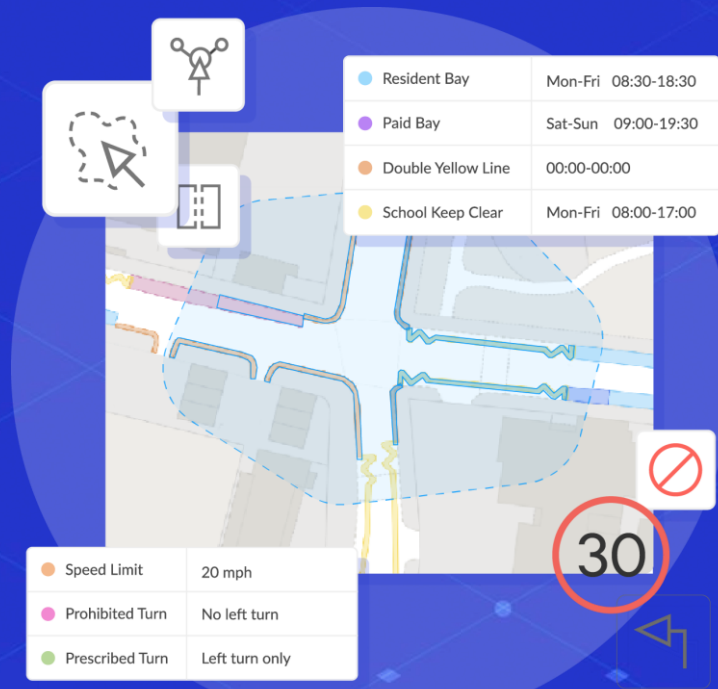 Resident Bay Mon-Fri 08:30-18:30
Paid Bay Sat-Sun 09:00-19:30
Double Yellow Line 00:00-00:00
School Keep Clear Mon-Fri 08:00-17:00
30
Speed Limit 20 mph
Prohibited Turn No left turn
Prescribed Turn Left turn only